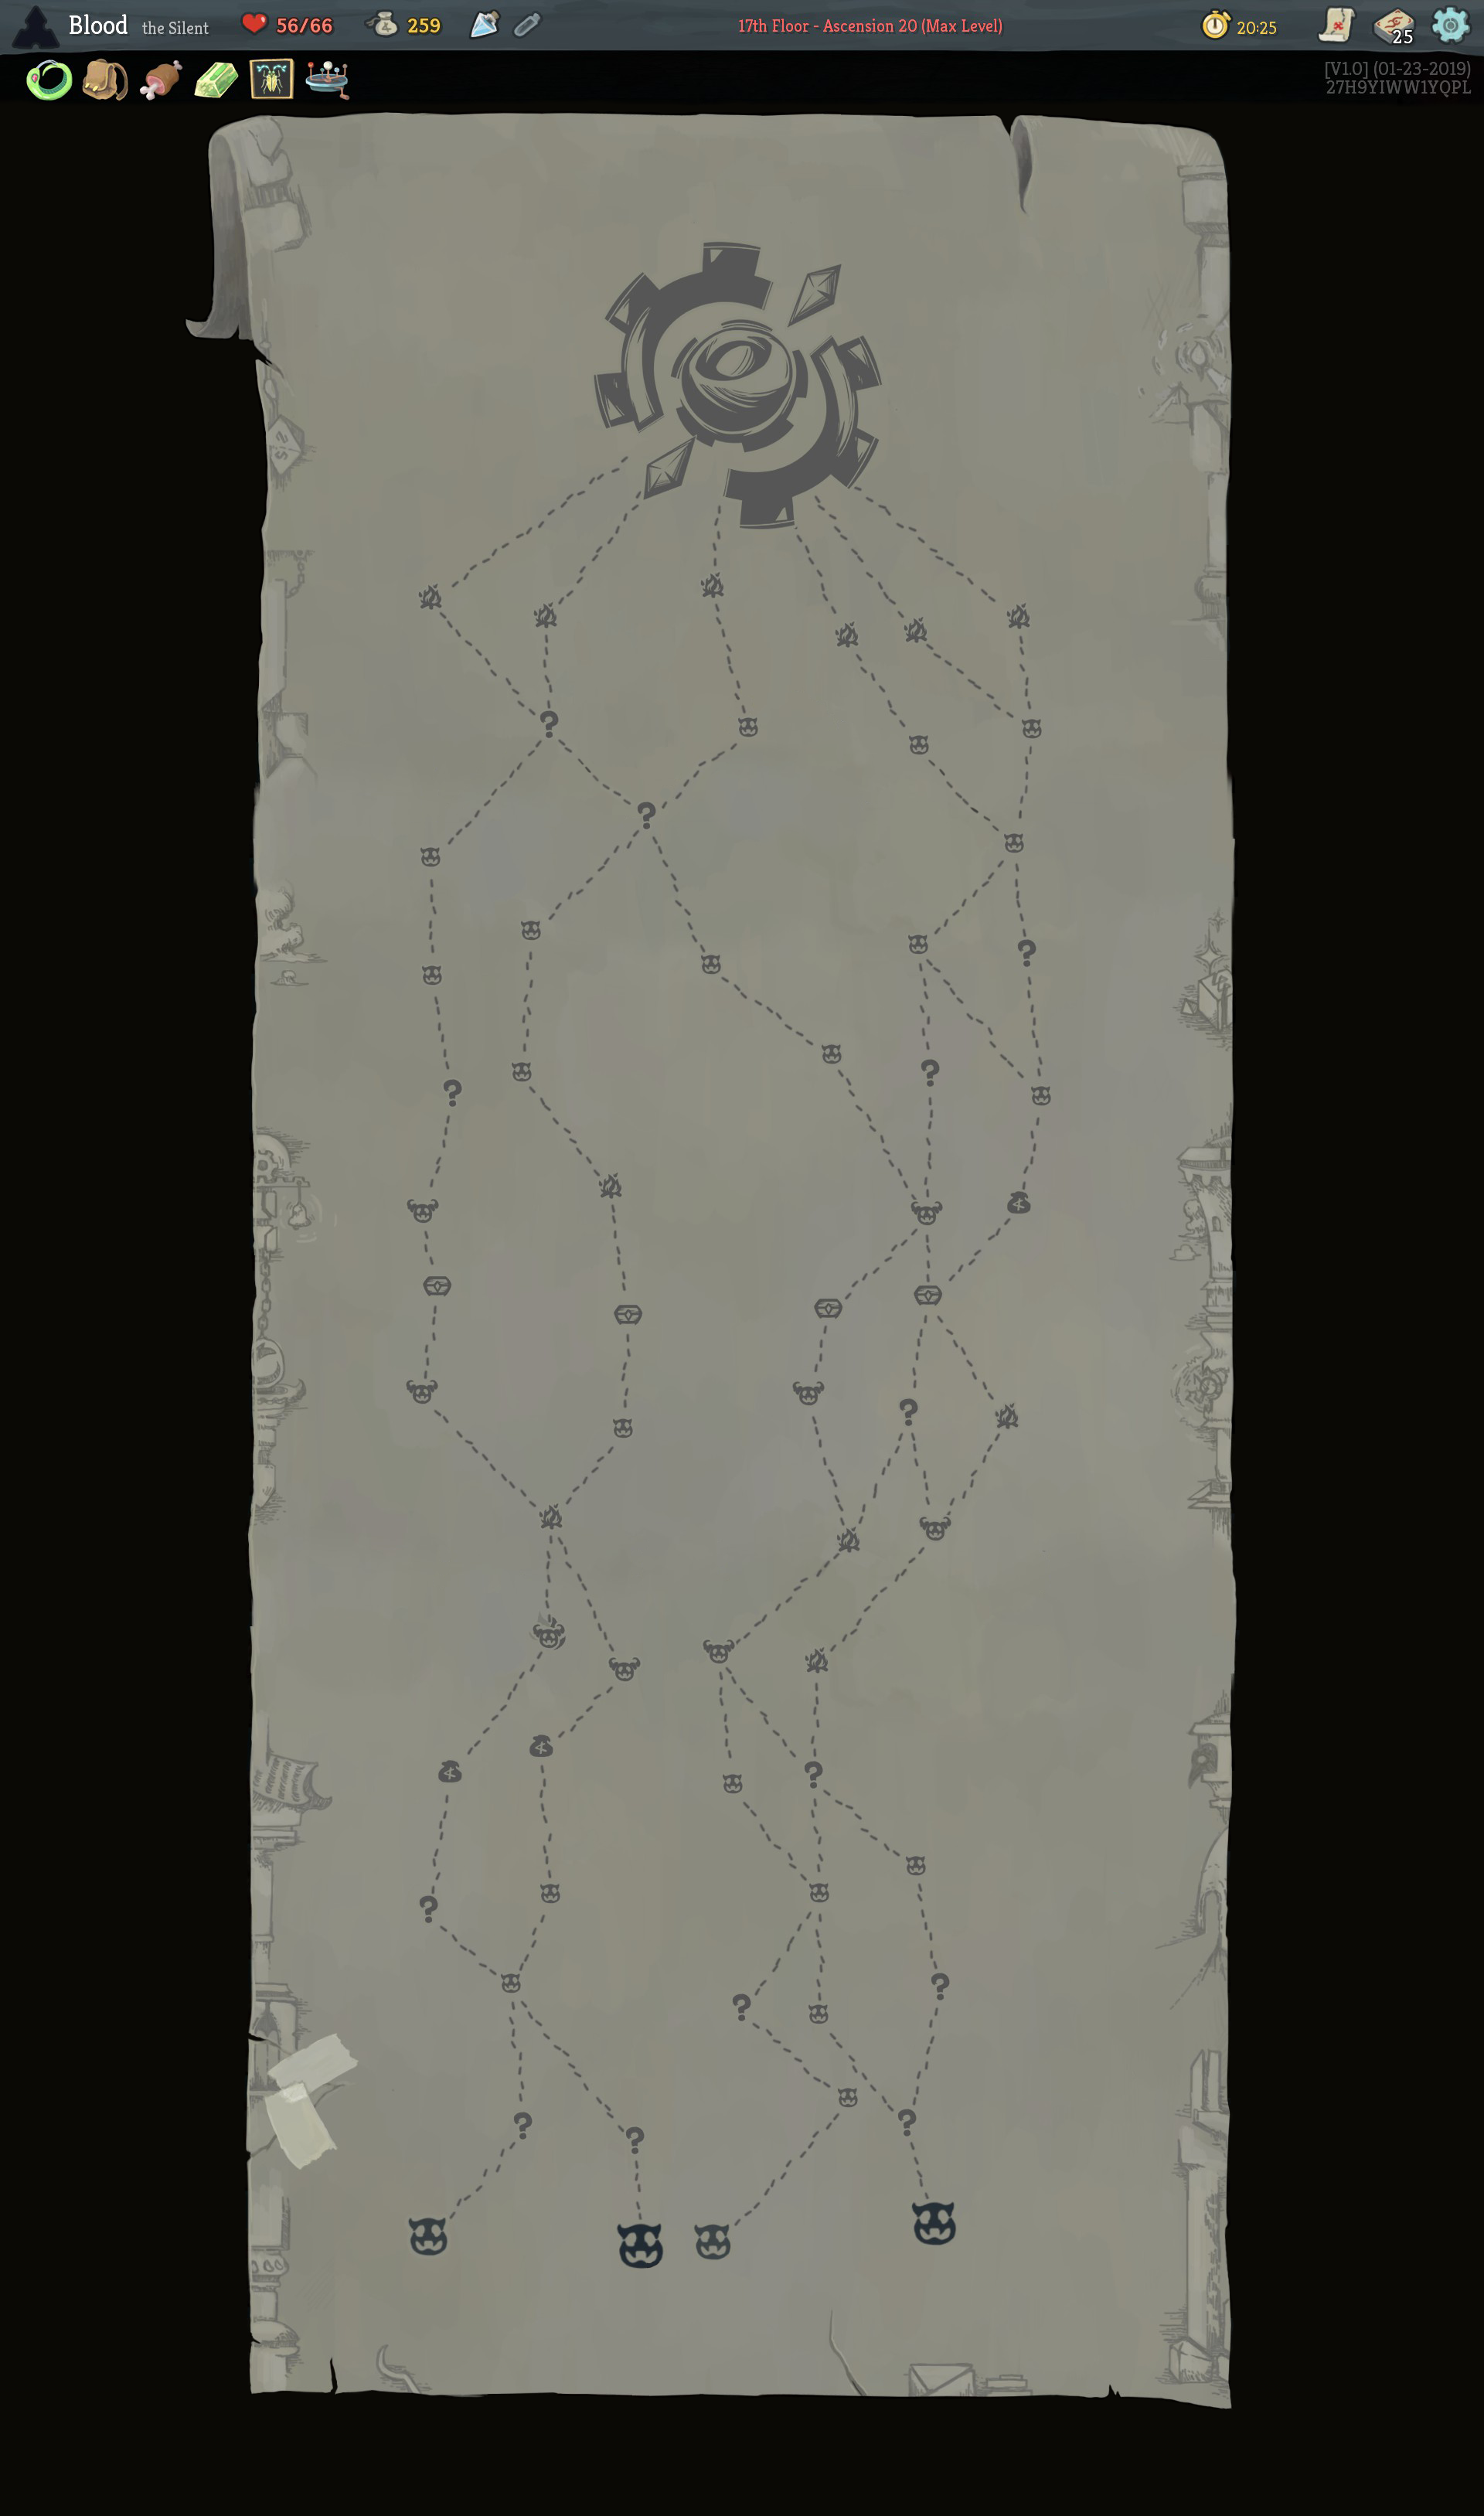 Blood the Silent 56/66 259 17th Floor - Ascension 20 (Max Level) 20:25 25
[V1.0] (01-23-2019)
27H9YIWW1YQPL